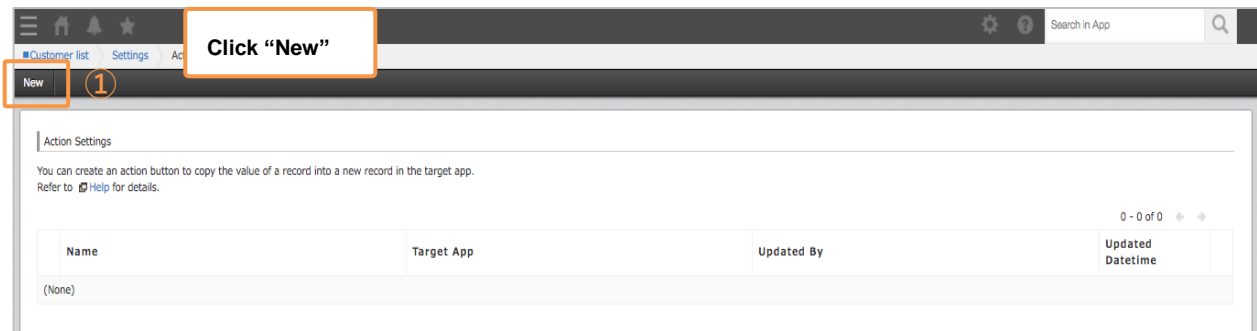 Search in App
Customer list Settings Ac
Click “New”
New ①
Action Settings
You can create an action button to copy the value of a record into a new record in the target app.
Refer to Help for details.
0 - 0 of 0
Name Target App Updated By Updated
Datetime
(None)